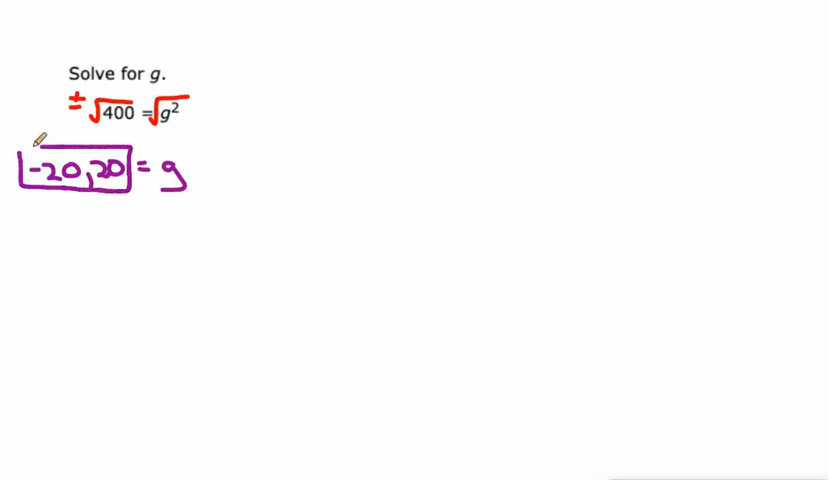 Solve for g.
± √400 = √g²
-20, 20 = g